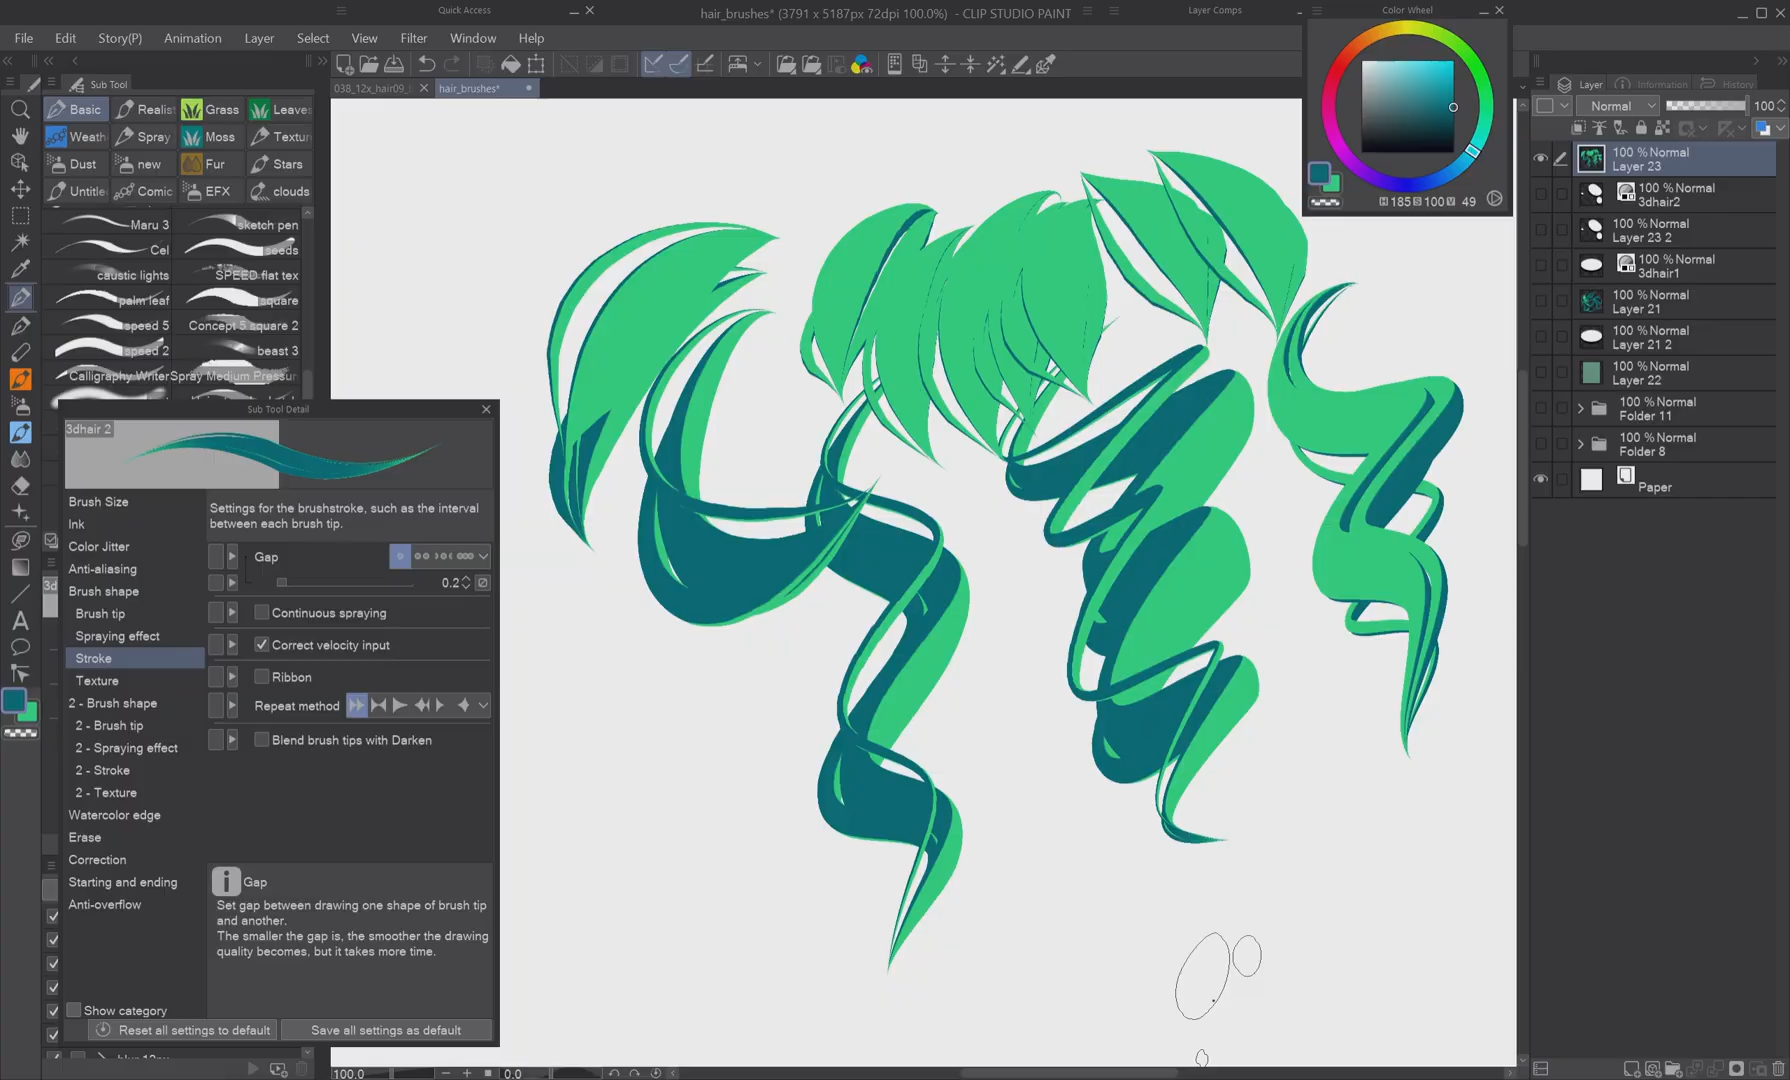 Quick Access
hair_brushes* (3791 x 5187px 72dpi 100.0%) - CLIP STUDIO PAINT
Layer Comps
Color Wheel
File
Edit
Story(P)
Animation
Layer
Select
View
Filter
Window
Help
Sub Tool
038_12x_hair09_
hair_brushes*
Basic
Realis
Grass
Leaves
Weath
Spray
Moss
Textur
Dust
new
Fur
Stars
Untitle
Comic
EFX
clouds
Maru 3
sketch pen
Cel
seeds
caustic lights
SPEED flat tex
palm leaf
square
speed 5
Concept 5 square 2
speed 2
beast 3
Calligraphy Writer
Spray Medium Pressur
Sub Tool Detail
3dhair 2
Brush Size
Ink
Color Jitter
Anti-aliasing
Brush shape
Brush tip
Spraying effect
Stroke
Texture
2 - Brush shape
2 - Brush tip
2 - Spraying effect
2 - Stroke
2 - Texture
Watercolor edge
Erase
Correction
Starting and ending
Anti-overflow
Settings for the brushstroke, such as the interval
between each brush tip.
Gap
0.2
Continuous spraying
Correct velocity input
Ribbon
Repeat method
Blend brush tips with Darken
Gap
Set gap between drawing one shape of brush tip
and another.
The smaller the gap is, the smoother the drawing
quality becomes, but it takes more time.
Show category
Reset all settings to default
Save all settings as default
3d
100.0
0.0
H 185 S 100 V 49
Layer
Information
History
Normal
100
100 % Normal
Layer 23
100 % Normal
3dhair2
100 % Normal
Layer 23 2
100 % Normal
3dhair1
100 % Normal
Layer 21
100 % Normal
Layer 21 2
100 % Normal
Layer 22
100 % Normal
Folder 11
100 % Normal
Folder 8
Paper